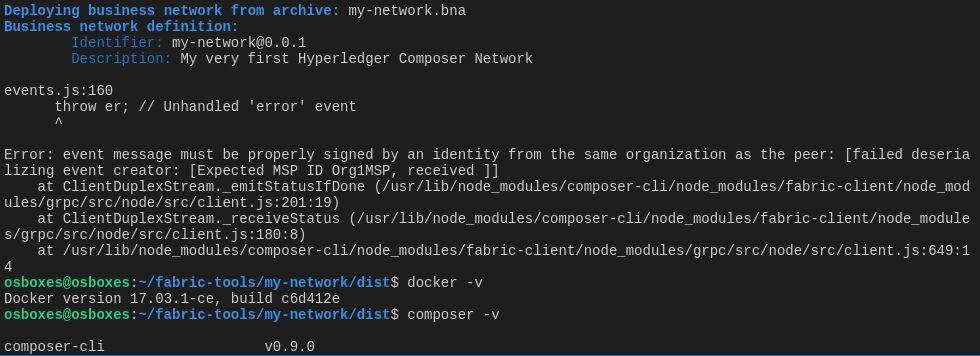 Deploying business network from archive: my-network.bna
Business network definition:
Identifier: my-network@0.0.1
Description: My very first Hyperledger Composer Network
events.js:160
throw er; // Unhandled 'error' event
^
Error: event message must be properly signed by an identity from the same organization as the peer: [failed deseria
lizing event creator: [Expected MSP ID Org1MSP, received ]]
at ClientDuplexStream._emitStatusIfDone (/usr/lib/node_modules/composer-cli/node_modules/fabric-client/node_mod
ules/grpc/src/node/src/client.js:201:19)
at ClientDuplexStream._receiveStatus (/usr/lib/node_modules/composer-cli/node_modules/fabric-client/node_module
s/grpc/src/node/src/client.js:180:8)
at /usr/lib/node_modules/composer-cli/node_modules/fabric-client/node_modules/grpc/src/node/src/client.js:649:1
4
osboxes@osboxes:~/fabric-tools/my-network/dist$ docker -v
Docker version 17.03.1-ce, build c6d412e
osboxes@osboxes:~/fabric-tools/my-network/dist$ composer -v
composer-cli v0.9.0